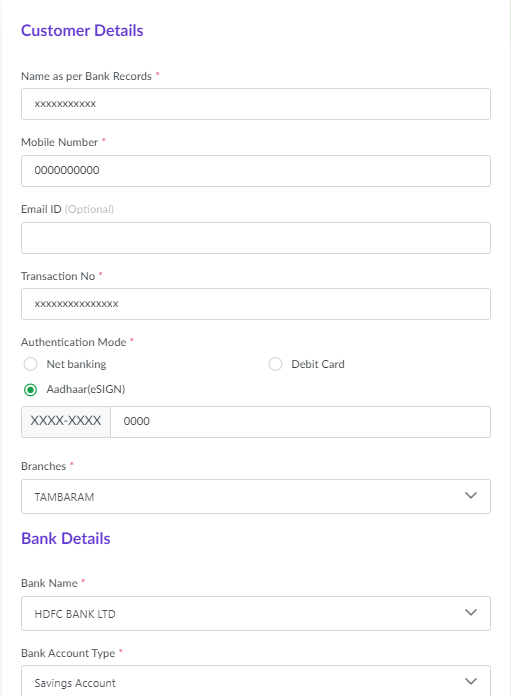 Customer Details
Name as per Bank Records *
xxxxxxxxxxx
Mobile Number *
0000000000
Email ID (Optional)
Transaction No *
xxxxxxxxxxxxxxx
Authentication Mode *
Net banking Debit Card
Aadhaar(eSIGN)
XXXX-XXXX 0000
Branches *
TAMBARAM
Bank Details
Bank Name *
HDFC BANK LTD
Bank Account Type *
Savings Account